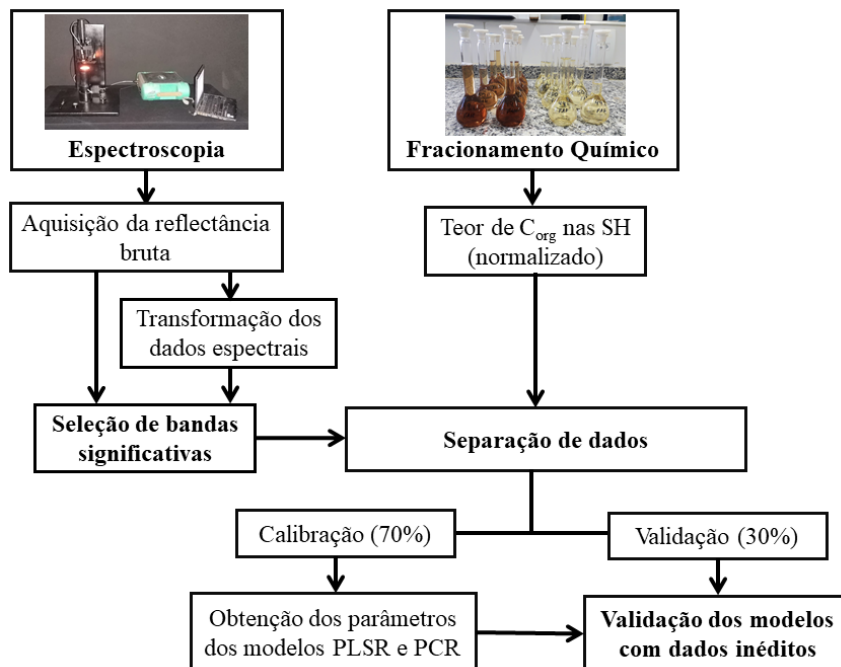 Espectroscopia
Fracionamento Químico
Aquisição da reflectância
bruta
Teor de Corg nas SH
(normalizado)
Transformação dos
dados espectrais
Seleção de bandas
significativas
Separação de dados
Calibração (70%)
Validação (30%)
Obtenção dos parâmetros
dos modelos PLSR e PCR
Validação dos modelos
com dados inéditos